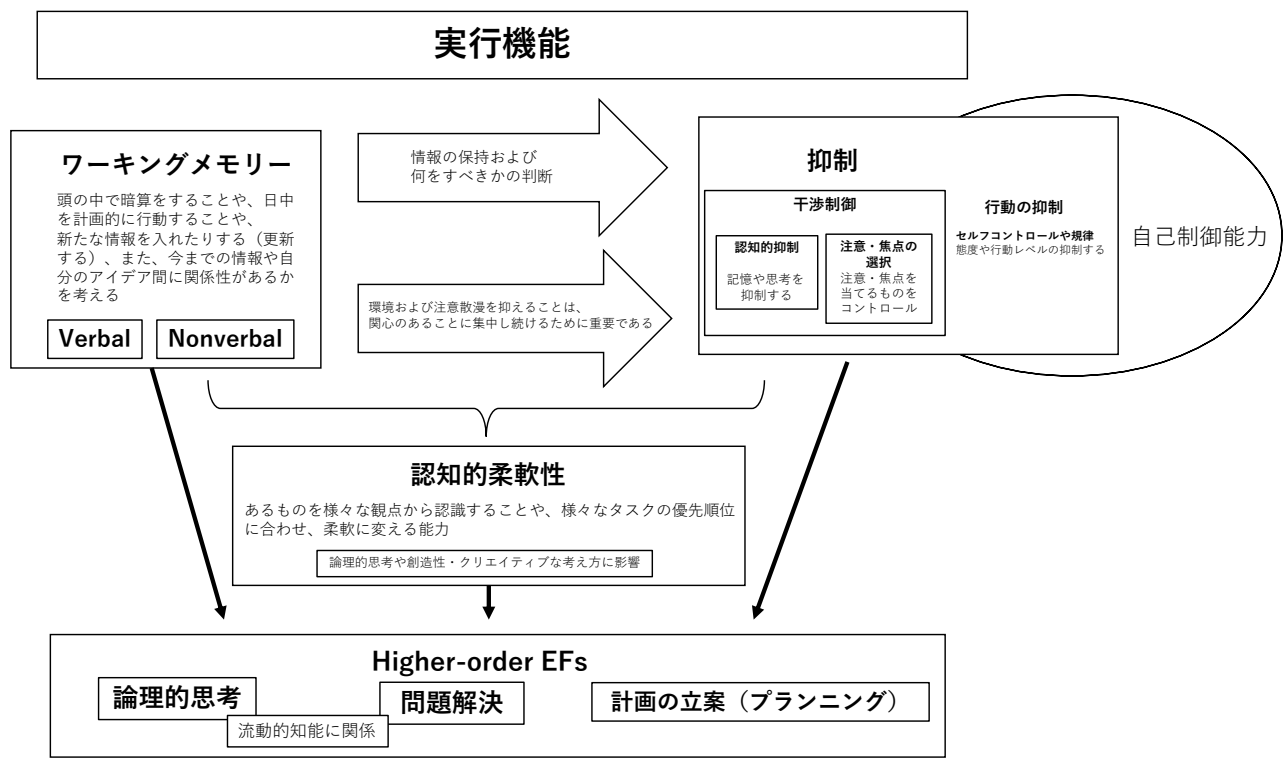 実行機能
ワーキングメモリー
頭の中で暗算をすることや、日中
を計画的に行動することや、
新たな情報を入れたりする（更新
する）、また、今までの情報や自
分のアイデア間に関係性があるか
を考える
Verbal
Nonverbal
情報の保持および
何をすべきかの判断
環境および注意散漫を抑えることは、
関心のあることに集中し続けるために重要である
抑制
干渉制御
認知的抑制
記憶や思考を
抑制する
注意・焦点の
選択
注意・焦点を
当てるものを
コントロール
行動の抑制
セルフコントロールや規律
態度や行動レベルの抑制する
自己制御能力
認知的柔軟性
あるものを様々な観点から認識することや、様々なタスクの優先順位
に合わせ、柔軟に変える能力
論理的思考や創造性・クリエイティブな考え方に影響
Higher-order EFs
論理的思考
問題解決
計画の立案（プランニング）
流動的知能に関係